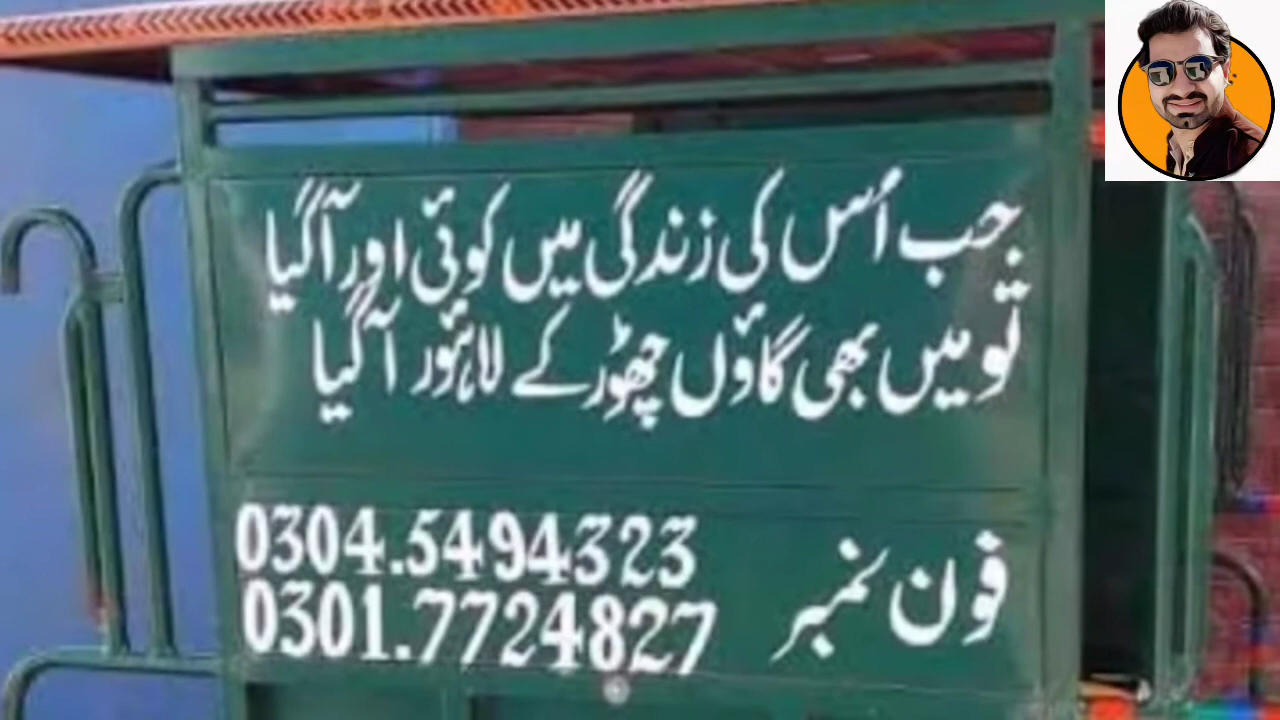 جب اُس کی زندگی میں کوئی اور آگیا
تو میں بھی گاؤں چھوڑ کے لاہور آگیا
فون نمبر 0304.5494323
0301.7724827